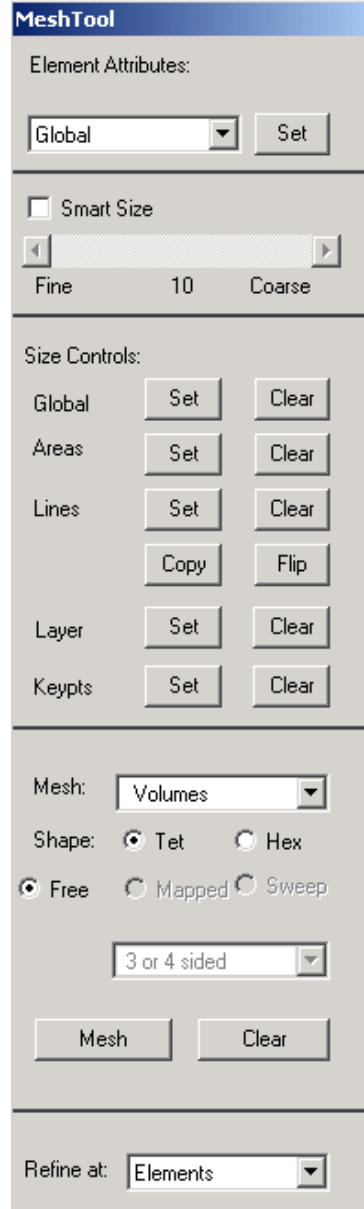 MeshTool
Element Attributes:
Global Set
Smart Size
Fine 10 Coarse
Size Controls:
Global Set Clear
Areas Set Clear
Lines Set Clear
Copy Flip
Layer Set Clear
Keypts Set Clear
Mesh: Volumes
Shape: Tet Hex
Free Mapped Sweep
3 or 4 sided
Mesh Clear
Refine at: Elements